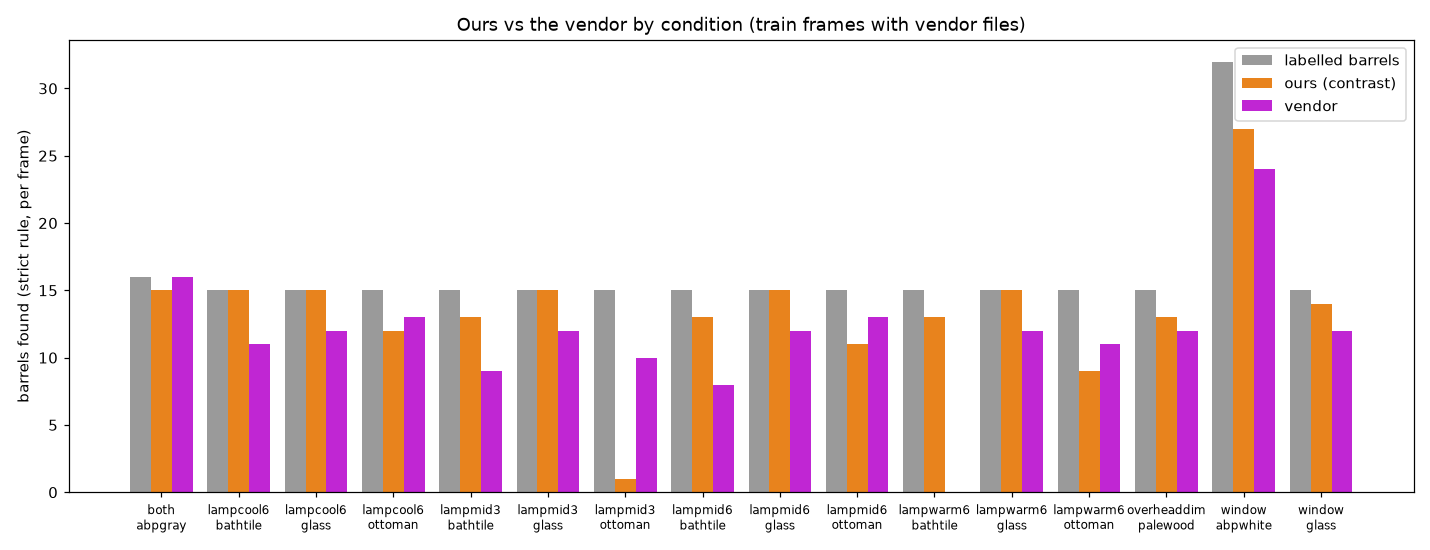 Ours vs the vendor by condition (train frames with vendor files)
labelled barrels
ours (contrast)
vendor
barrels found (strict rule, per frame)
30
25
20
15
10
5
0
both
abpgray
lampcool6
bathtile
lampcool6
glass
lampcool6
ottoman
lampmid3
bathtile
lampmid3
glass
lampmid3
ottoman
lampmid6
bathtile
lampmid6
glass
lampmid6
ottoman
lampwarm6
bathtile
lampwarm6
glass
lampwarm6
ottoman
overheaddim
palewood
window
abpwhite
window
glass